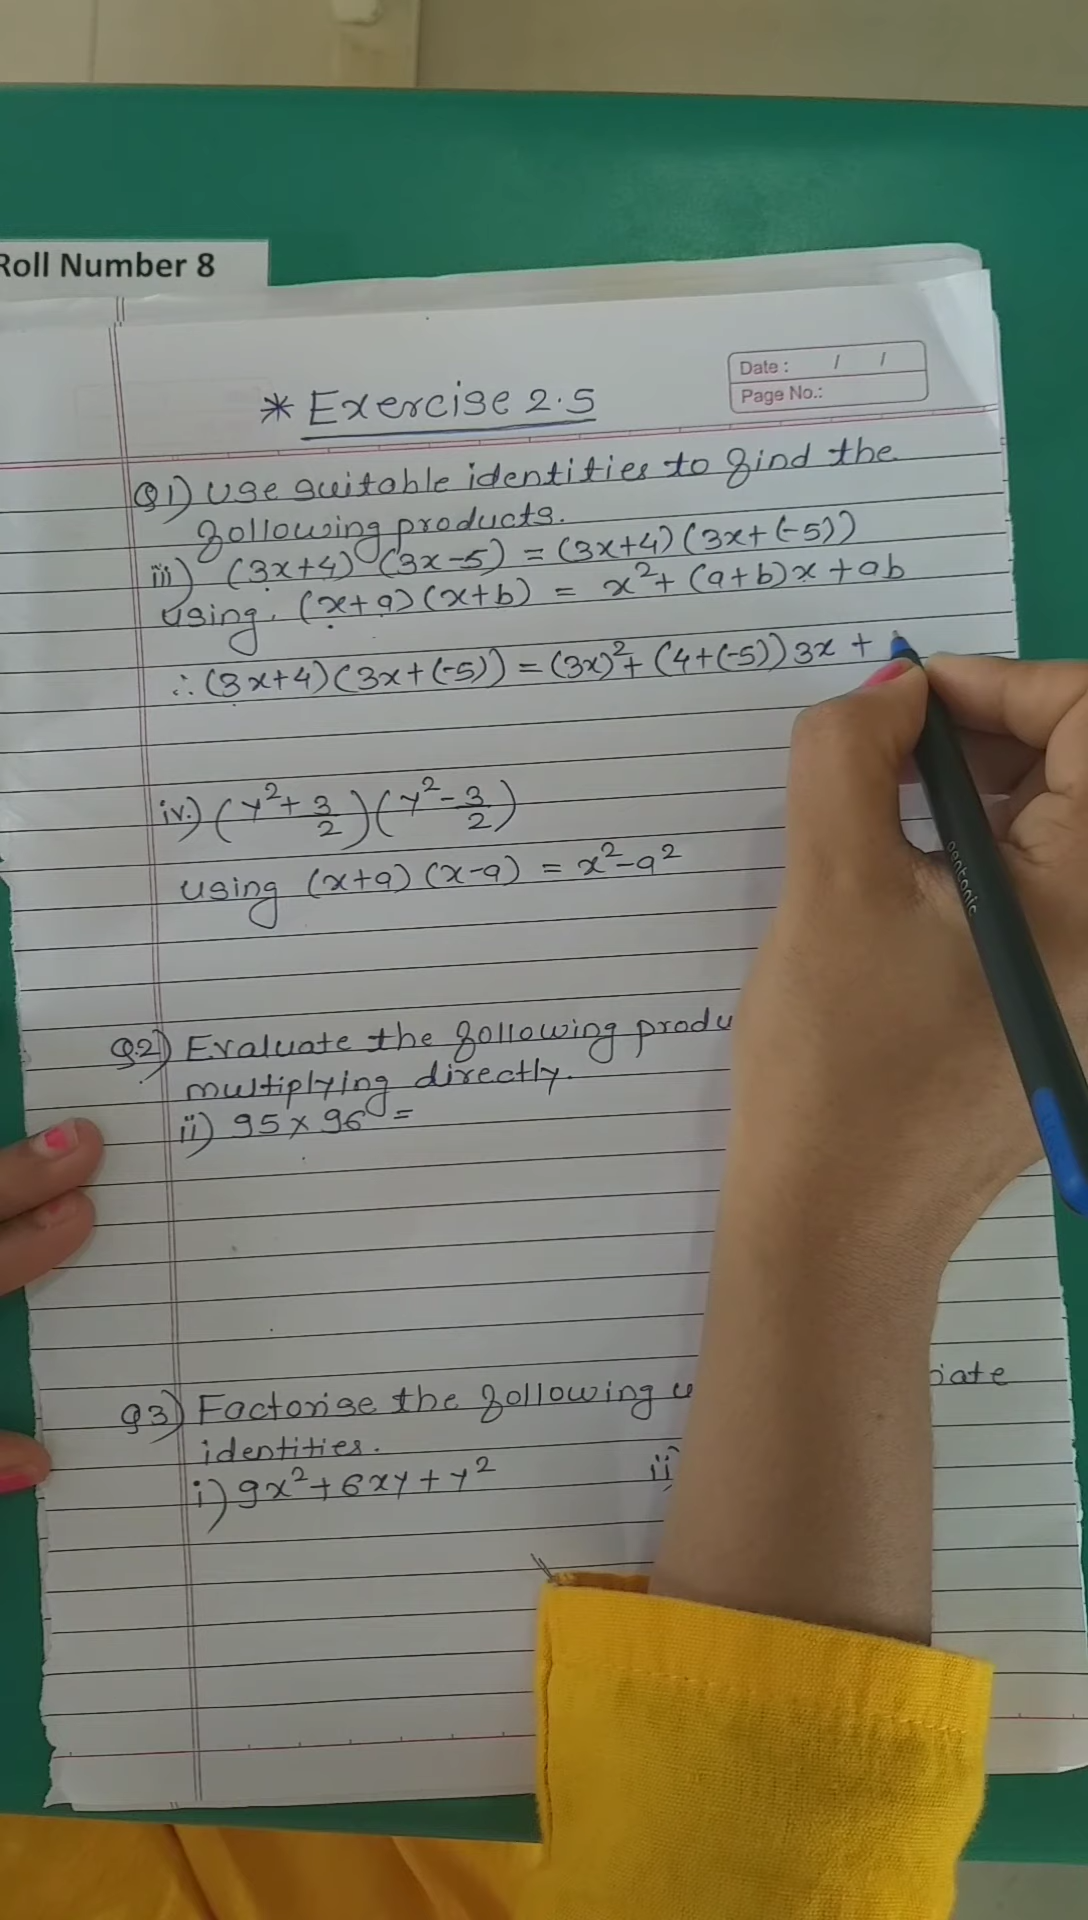 Roll Number 8
Date : / /
Page No.:
* Exercise 2.5
Q1) Use suitable identities to find the
following products.
iii) (3x+4) (3x-5) = (3x+4) (3x+(-5))
using. (x+a) (x+b) = x²+(a+b)x+ab
∴ (3x+4)(3x+(-5)) = (3x)²+ (4+(-5)) 3x +
iv.) (y²+3/2)(y²-3/2)
using (x+a) (x-a) = x²-a²
Q.2) Evaluate the following
multiplying directly.
ii) 95 x 96 =
Q3) Factorise the following
identities.
i) 9x²+6xy+y² ii)
pentonic